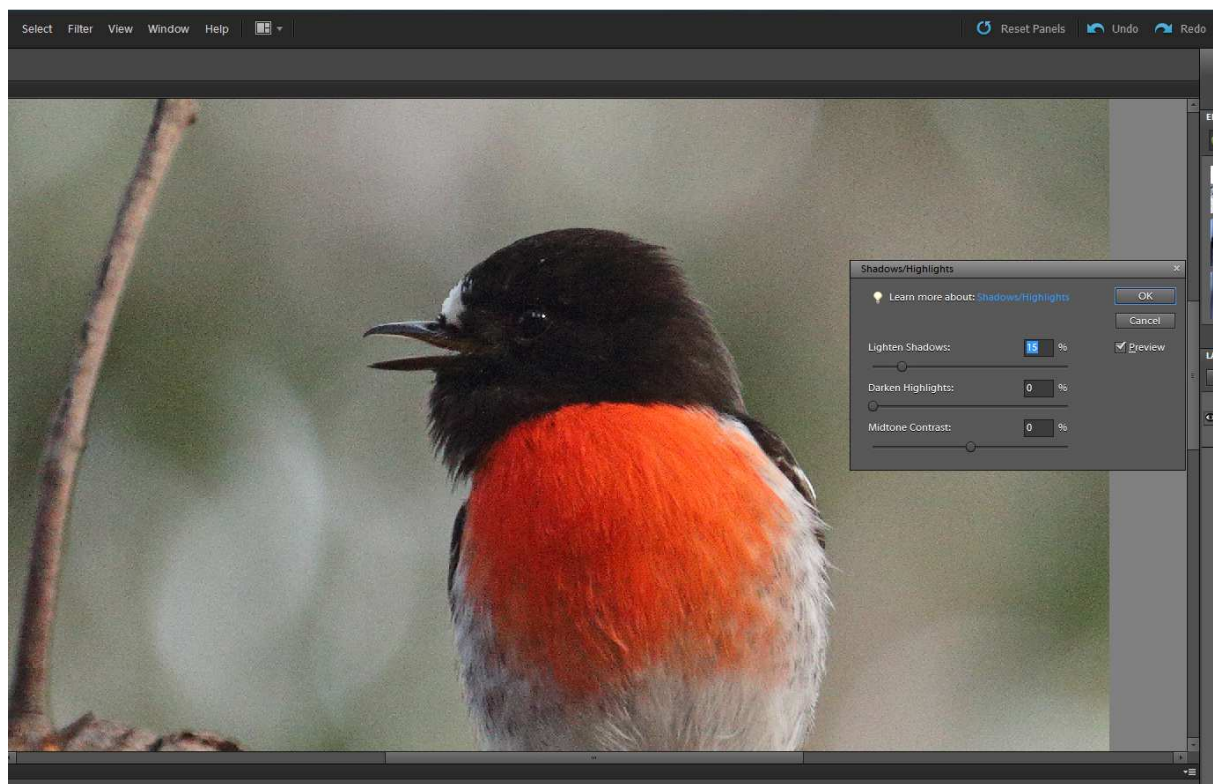 Select Filter View Window Help Reset Panels Undo Redo
Shadows/Highlights
Learn more about: Shadows/Highlights OK
Cancel
Lighten Shadows: 15 % Preview
Darken Highlights: 0 %
Midtone Contrast: 0 %